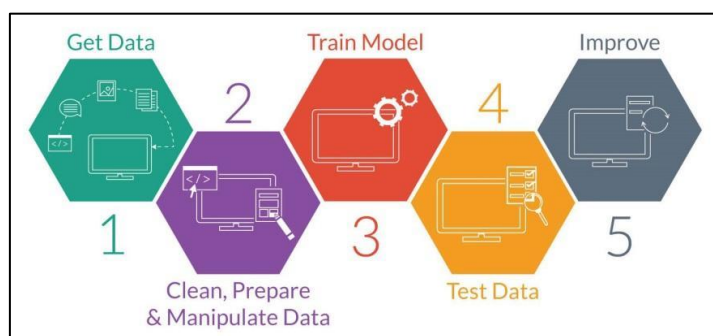 Get Data
1
2
Clean, Prepare
& Manipulate Data
Train Model
3
4
Test Data
Improve
5
</>
</>